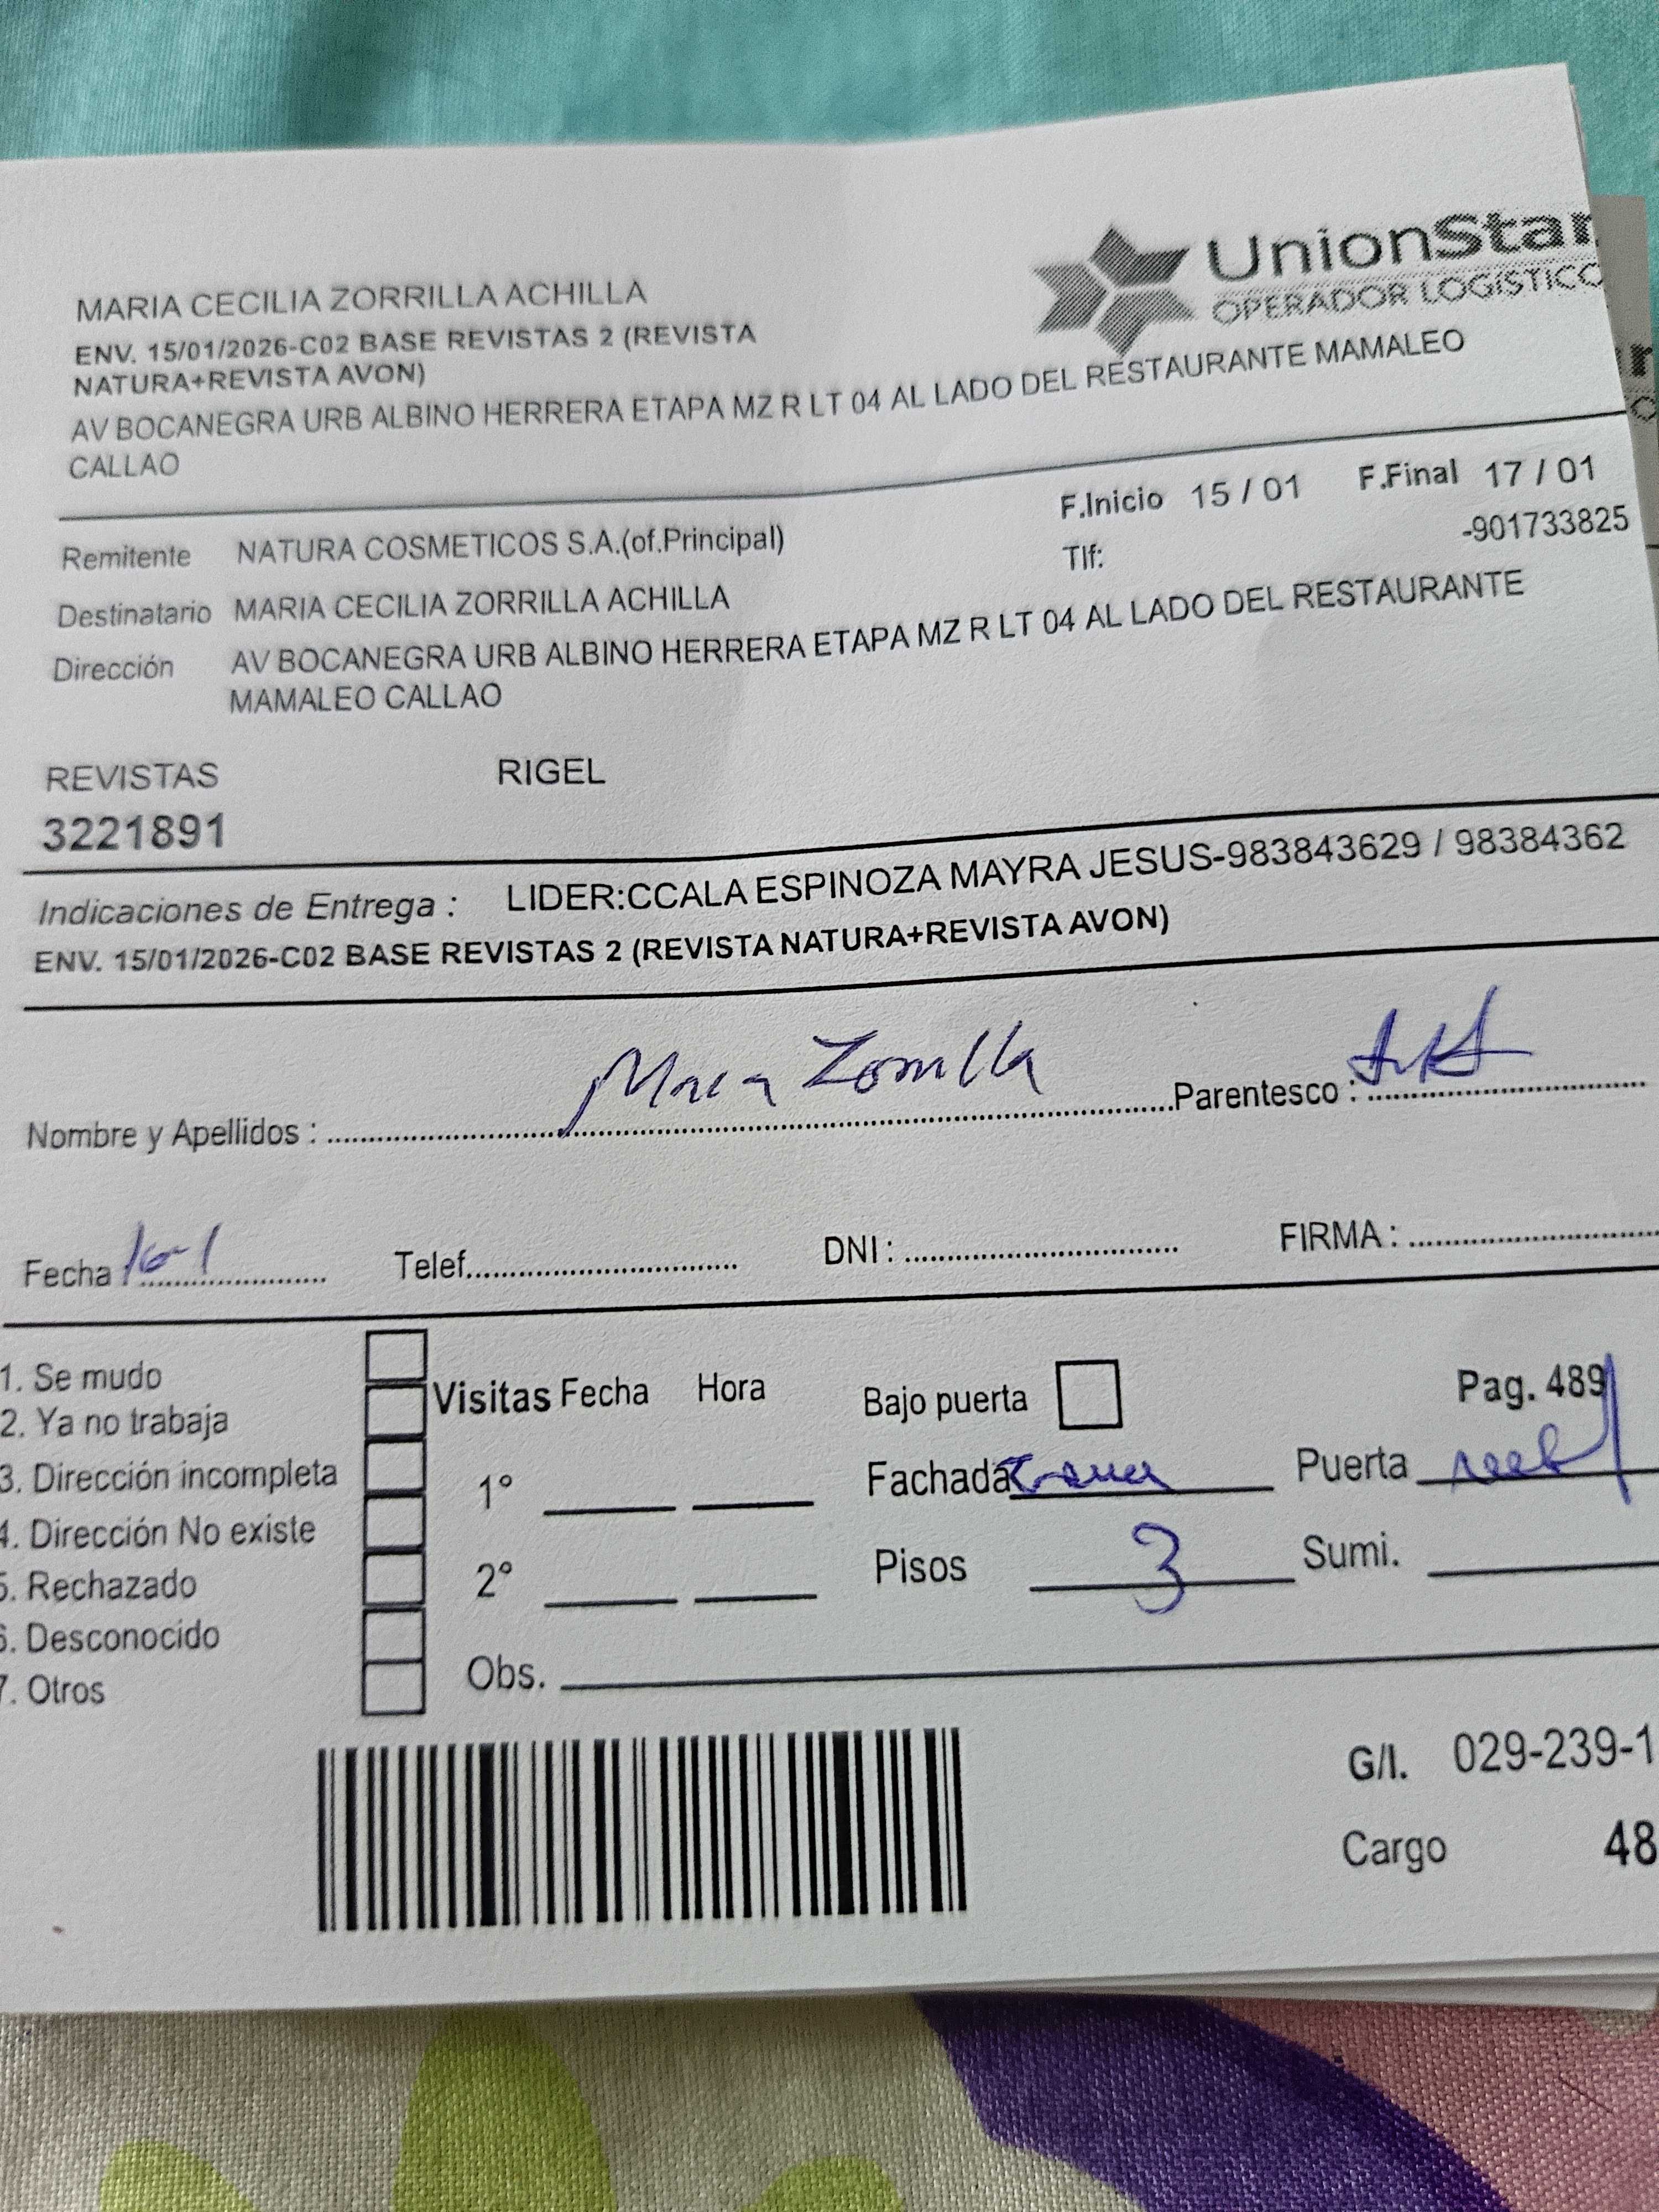 UnionStar
OPERADOR LOGÍSTICO
MARIA CECILIA ZORRILLA ACHILLA
ENV. 15/01/2026-C02 BASE REVISTAS 2 (REVISTA
NATURA+REVISTA AVON)
AV BOCANEGRA URB ALBINO HERRERA ETAPA MZ R LT 04 AL LADO DEL RESTAURANTE MAMALEO
CALLAO
F.Inicio 15 / 01 F.Final 17 / 01
Remitente NATURA COSMETICOS S.A.(of.Principal) Tlf: -901733825
Destinatario MARIA CECILIA ZORRILLA ACHILLA
Dirección AV BOCANEGRA URB ALBINO HERRERA ETAPA MZ R LT 04 AL LADO DEL RESTAURANTE
MAMALEO CALLAO
REVISTAS RIGEL
3221891
Indicaciones de Entrega : LIDER:CCALA ESPINOZA MAYRA JESUS-983843629 / 98384362
ENV. 15/01/2026-C02 BASE REVISTAS 2 (REVISTA NATURA+REVISTA AVON)
Nombre y Apellidos : Maria Zorrilla Parentesco :
Fecha 16-1 Telef. DNI : FIRMA :
1. Se mudo
2. Ya no trabaja
3. Dirección incompleta
4. Dirección No existe
5. Rechazado
6. Desconocido
7. Otros
Visitas Fecha Hora
1°
2°
Obs.
Bajo puerta Pag. 489
Fachada Puerta
Pisos 3 Sumi.
G/I. 029-239-1
Cargo 48